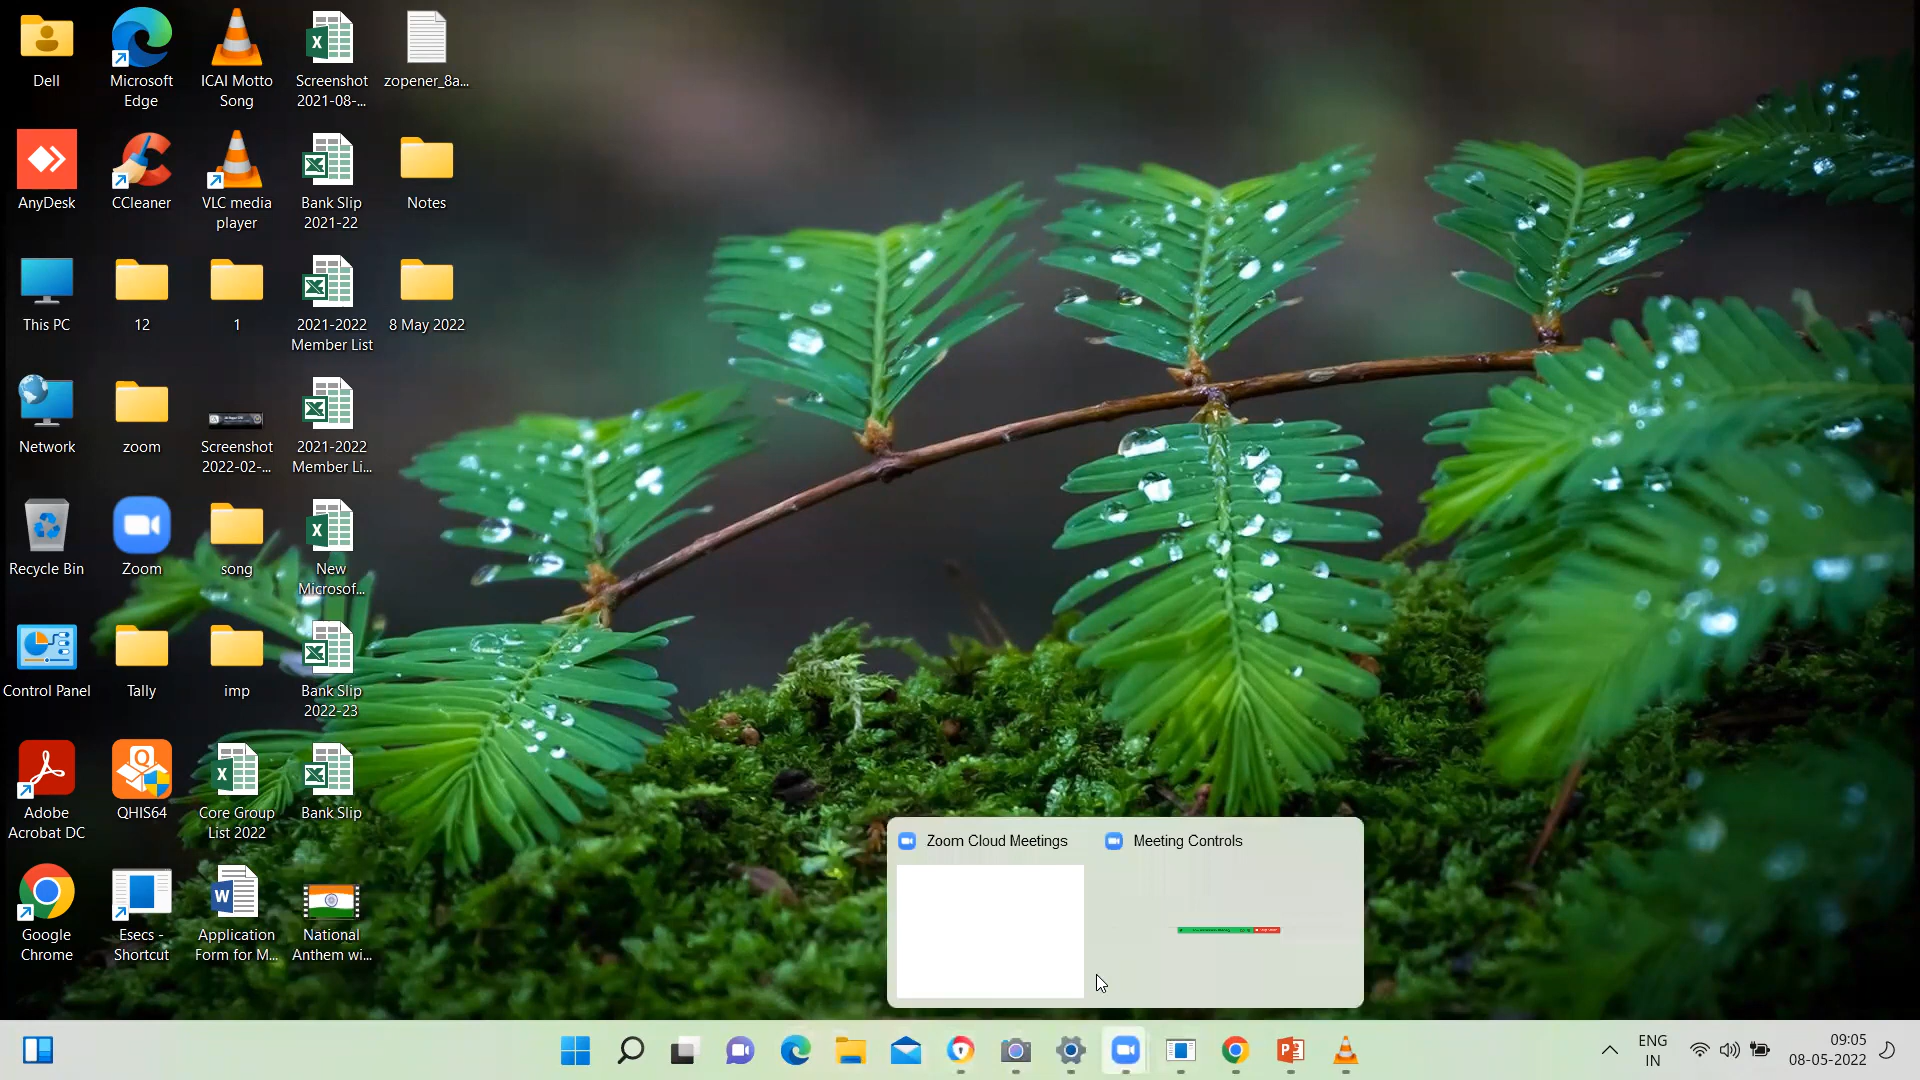 Dell
Microsoft
Edge
ICAI Motto
Song
Screenshot
2021-08-...
zopener_8a...
AnyDesk
CCleaner
VLC media
player
Bank Slip
2021-22
Notes
This PC
12
1
2021-2022
Member List
8 May 2022
Network
zoom
Screenshot
2022-02-...
2021-2022
Member Li...
Recycle Bin
Zoom
song
New
Microsof...
Control Panel
Tally
imp
Bank Slip
2022-23
Adobe
Acrobat DC
QHIS64
Core Group
List 2022
Bank Slip
Google
Chrome
Esecs -
Shortcut
Application
Form for M...
National
Anthem wi...
Zoom Cloud Meetings
Meeting Controls
ENG
IN
09:05
08-05-2022